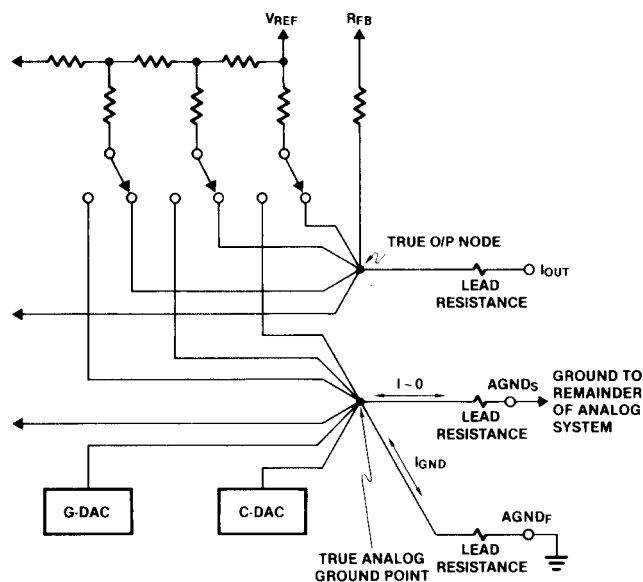 VREF
RFB
TRUE O/P NODE
IOUT
LEAD
RESISTANCE
I~0
AGNDS
GROUND TO
REMAINDER
OF ANALOG
SYSTEM
LEAD
RESISTANCE
IGND
G-DAC
C-DAC
AGNDF
LEAD
RESISTANCE
TRUE ANALOG
GROUND POINT